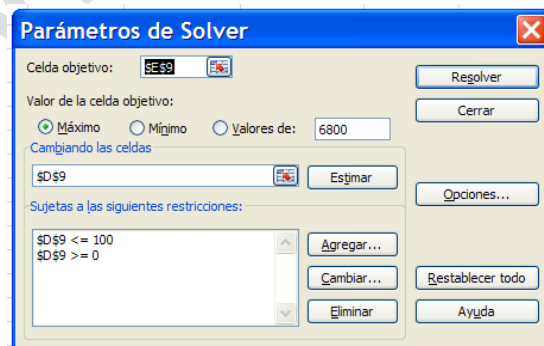 Parámetros de Solver
Celda objetivo: $E$9
Resolver
Valor de la celda objetivo:
Cerrar
Máximo Mínimo Valores de: 6800
Cambiando las celdas
$D$9 Estimar
Opciones...
Sujetas a las siguientes restricciones:
$D$9 <= 100
$D$9 >= 0
Agregar...
Cambiar... Restablecer todo
Eliminar Ayuda